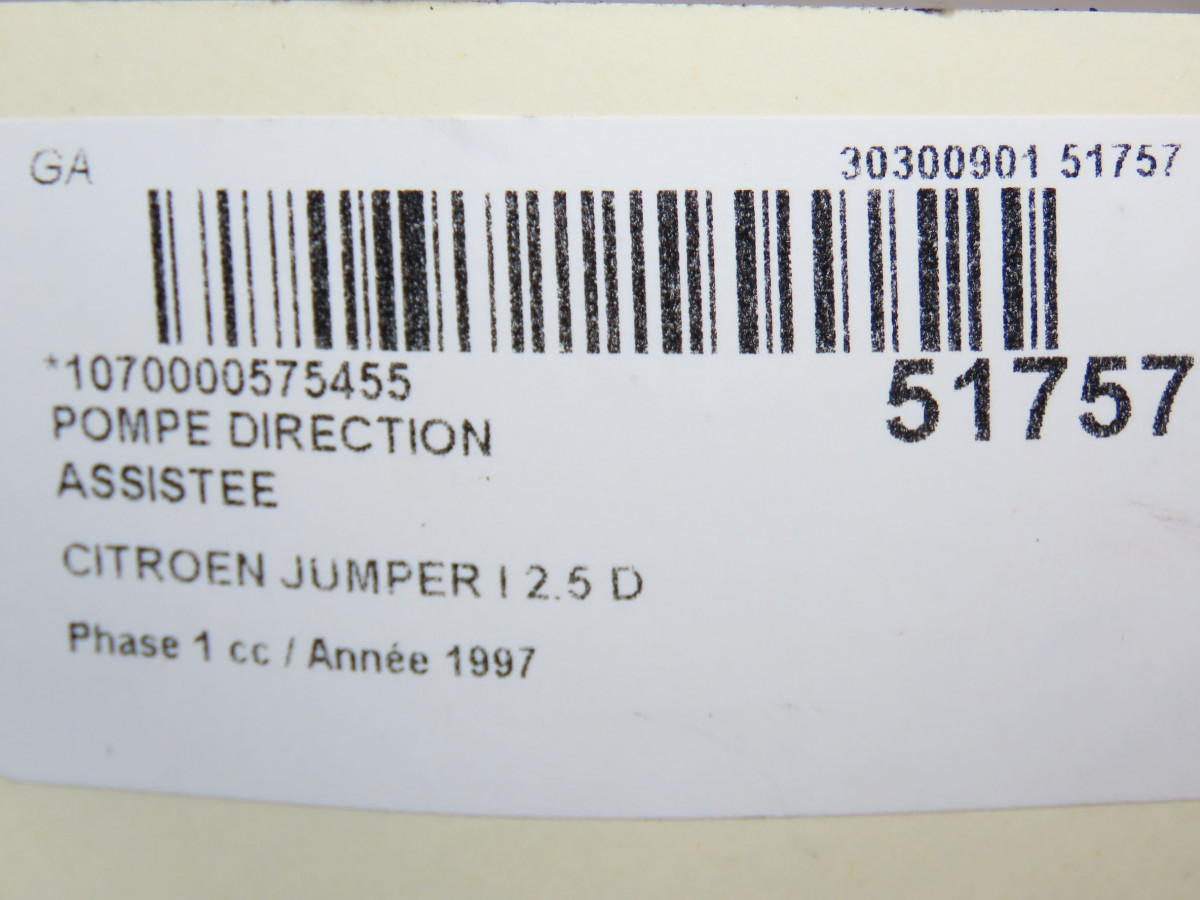 GA
30300901 51757
*1070000575455
51757
POMPE DIRECTION
ASSISTEE
CITROEN JUMPER I 2.5 D
Phase 1 cc / Année 1997